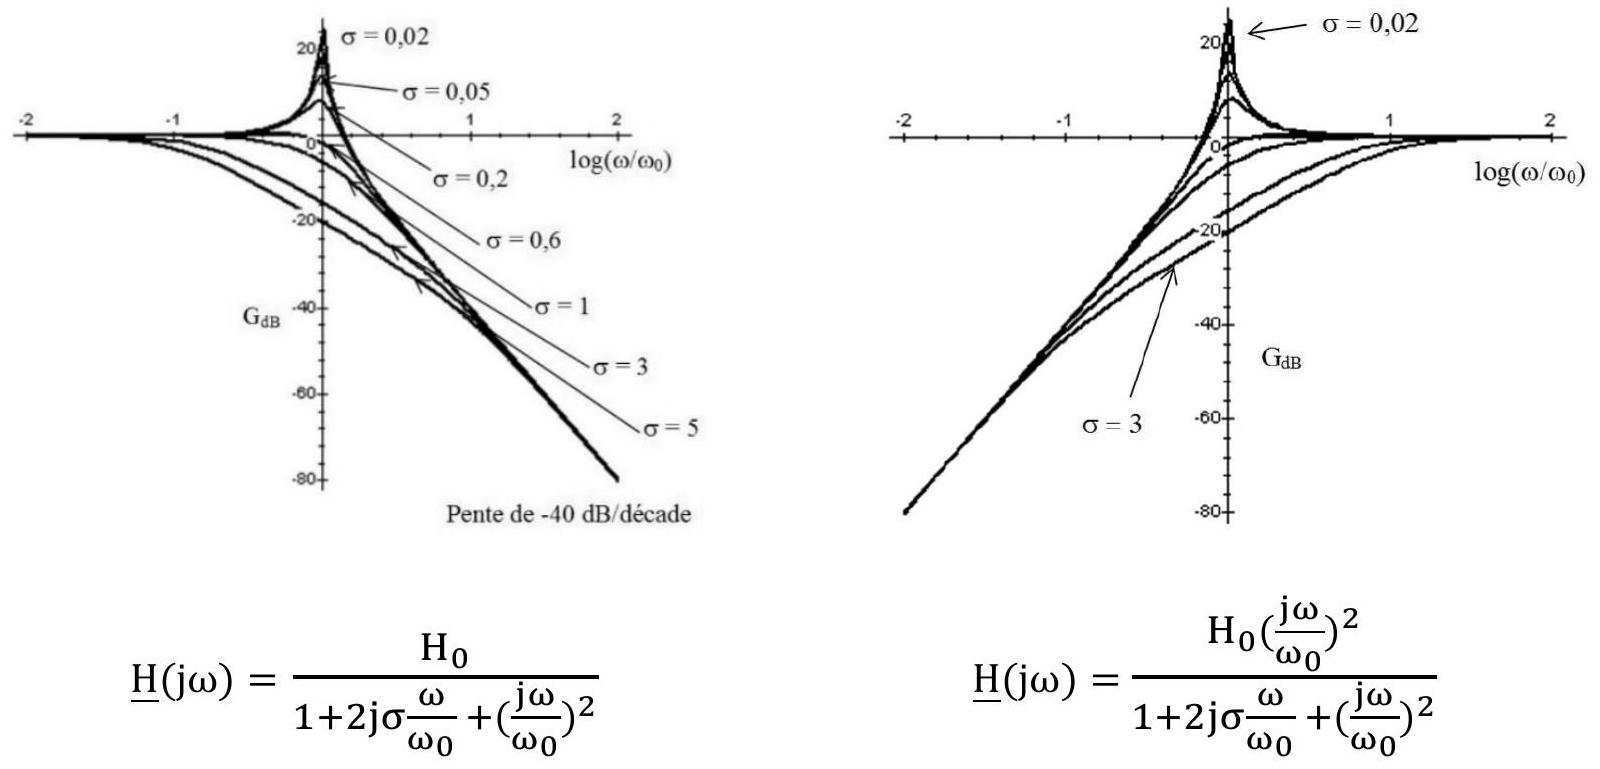 20
σ = 0,02
σ = 0,05
-2
-1
1
2
0
log(ω/ω₀)
σ = 0,2
-20
σ = 0,6
-40
G_dB
σ = 1
σ = 3
-60
σ = 5
-80
Pente de -40 dB/décade
H(jω) = H₀ / (1+2jσ ω/ω₀ +(jω/ω₀)²)
20
σ = 0,02
-2
-1
1
2
0
log(ω/ω₀)
-20
-40
G_dB
-60
σ = 3
-80
H(jω) = H₀(jω/ω₀)² / (1+2jσ ω/ω₀ +(jω/ω₀)²)